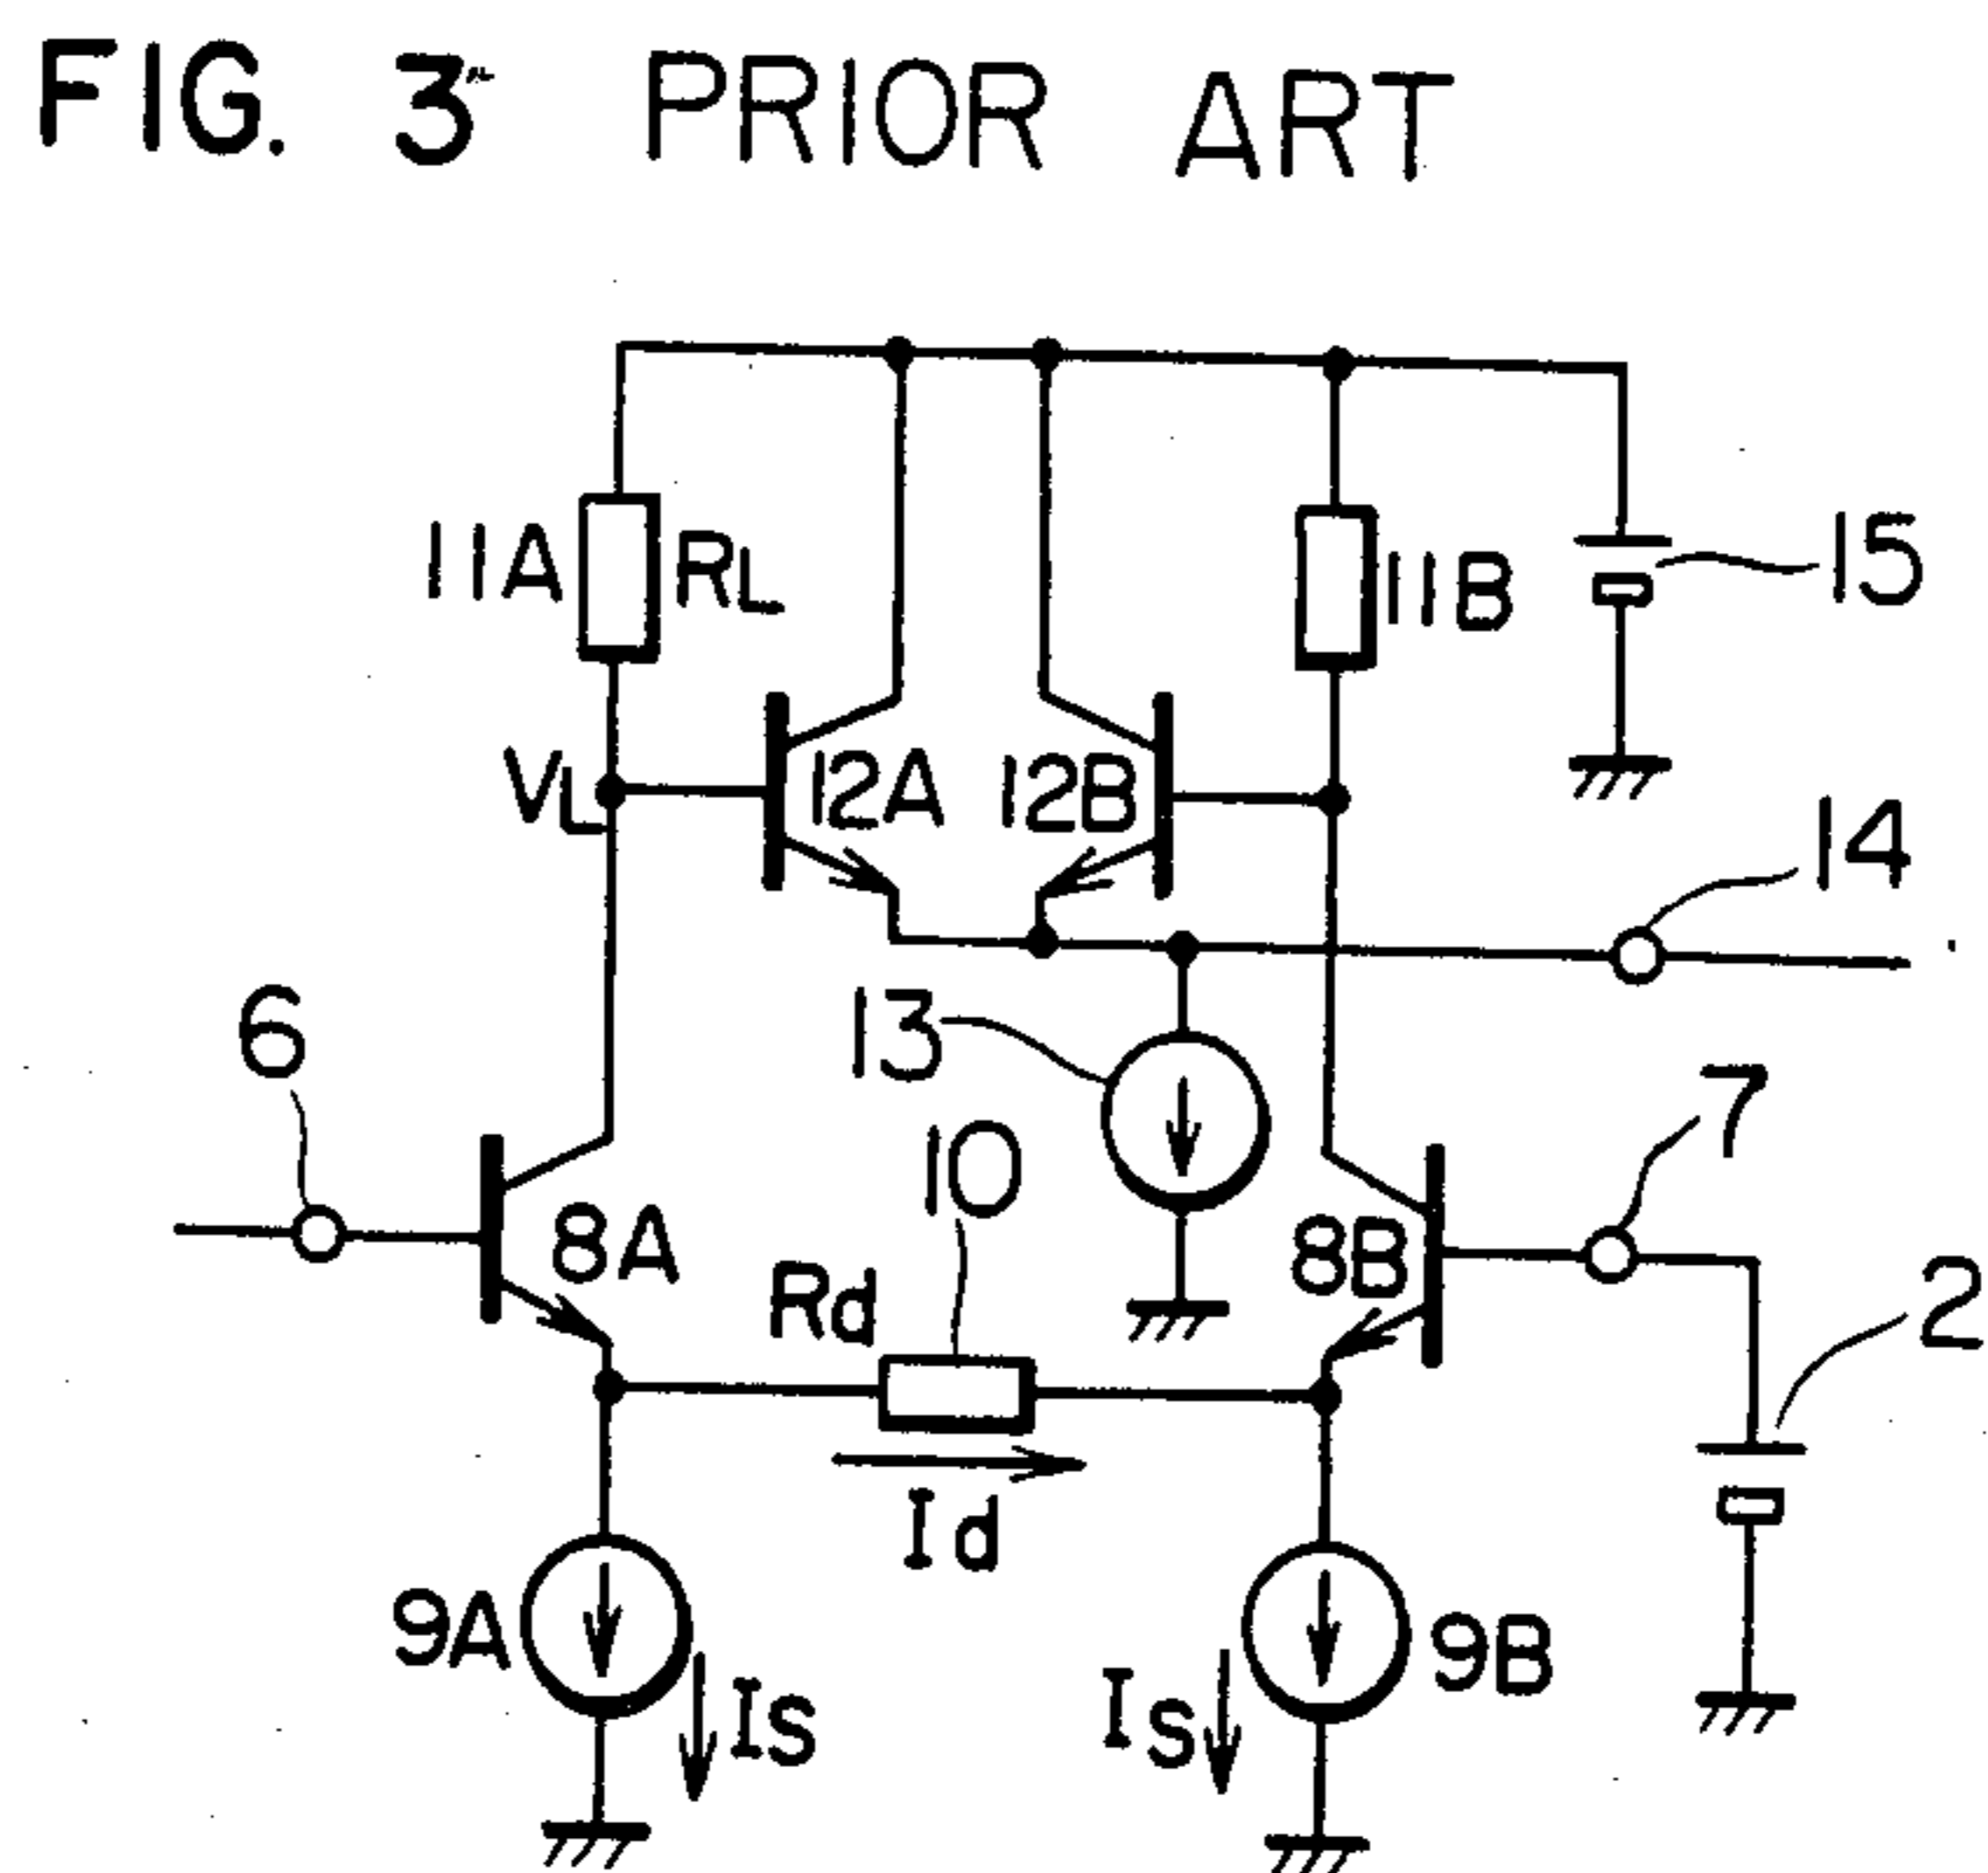 FIG. 3 PRIOR ART
11A RL
11B
15
VL
12A 12B
14
6
13
7
10
8A
8B
Rd
2
Id
9A
Is
Is
9B